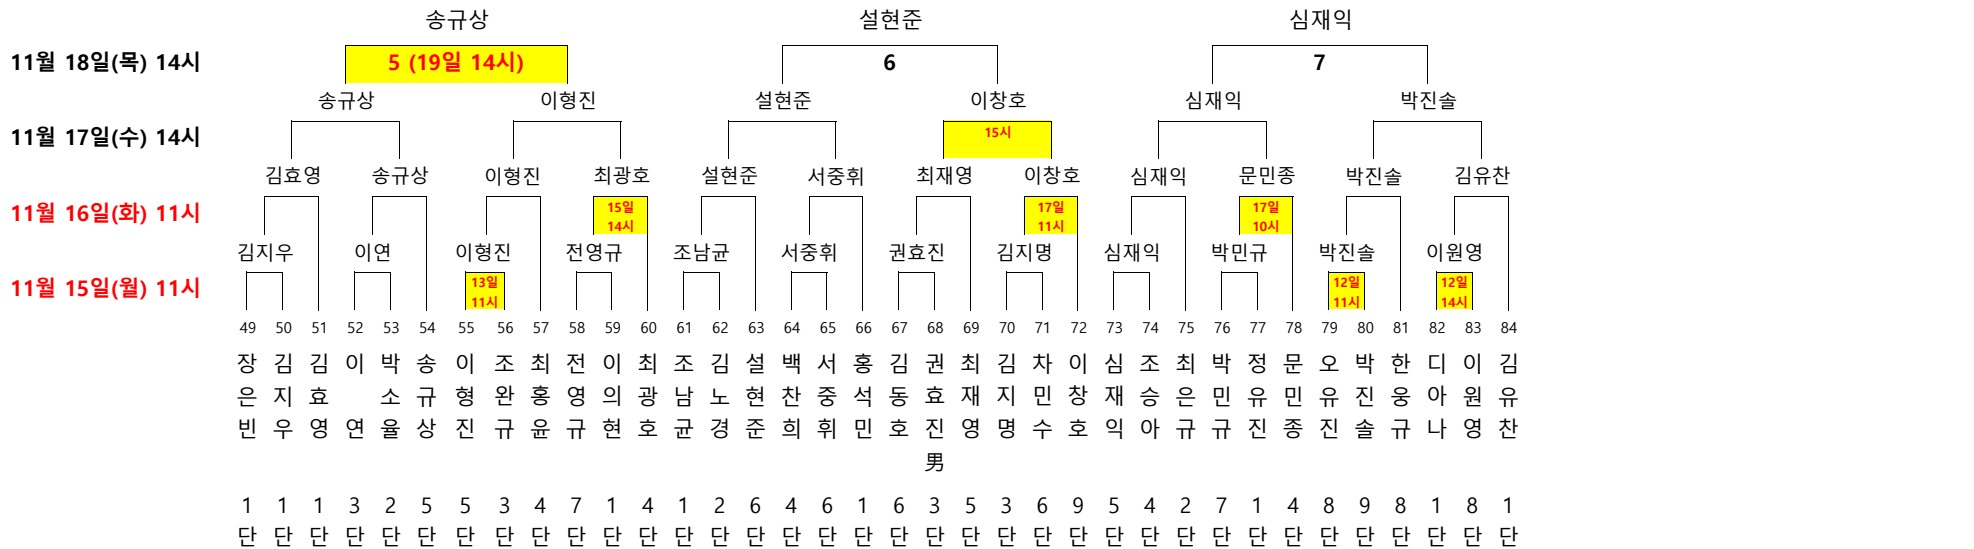 송규상 설현준 심재익
11월 18일(목) 14시 5 (19일 14시) 6 7
송규상 이형진 설현준 이창호 심재익 박진솔
11월 17일(수) 14시 15시
김효영 송규상 이형진 최광호 설현준 서중휘 최재영 이창호 심재익 문민종 박진솔 김유찬
11월 16일(화) 11시 15일 17일 17일
14시 11시 10시
김지우 이연 이형진 전영규 조남균 서중휘 권효진 김지명 심재익 박민규 박진솔 이원영
11월 15일(월) 11시 13일 12일 12일
11시 11시 14시
49 50 51 52 53 54 55 56 57 58 59 60 61 62 63 64 65 66 67 68 69 70 71 72 73 74 75 76 77 78 79 80 81 82 83 84
장 김 김 이 박 송 이 조 최 전 이 최 조 김 설 백 서 홍 김 권 최 김 차 이 심 조 최 박 정 문 오 박 한 디 이 김
은 지 효 소 규 형 완 홍 영 의 광 남 노 현 찬 중 석 동 효 재 지 민 창 재 승 은 민 유 민 유 진 웅 아 원 유
빈 우 영 연 율 상 진 규 윤 규 현 호 균 경 준 희 휘 민 호 진 영 명 수 호 익 아 규 규 진 종 진 솔 규 나 영 찬
男
1 1 1 3 2 5 5 3 4 7 1 4 1 2 6 4 6 1 6 3 5 3 6 9 5 4 2 7 1 4 8 9 8 1 8 1
단 단 단 단 단 단 단 단 단 단 단 단 단 단 단 단 단 단 단 단 단 단 단 단 단 단 단 단 단 단 단 단 단 단 단 단